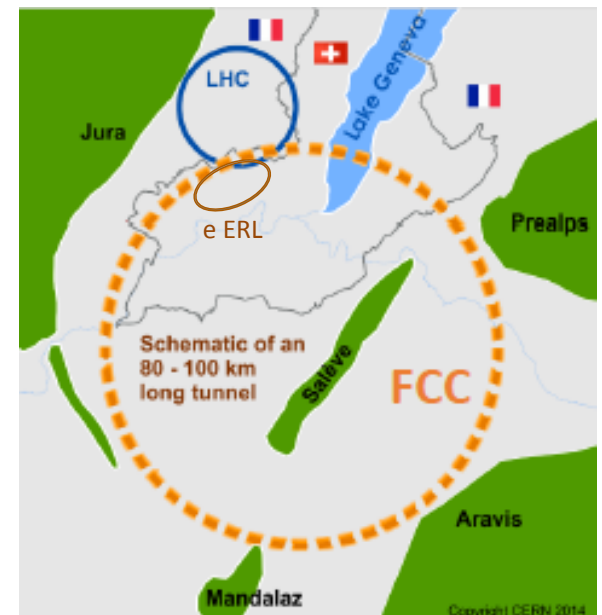 LHC
Lake Geneva
Jura
e ERL
Prealps
Schematic of an
80 - 100 km
long tunnel
Salève
FCC
Aravis
Mandalaz
Copyright CERN 2014